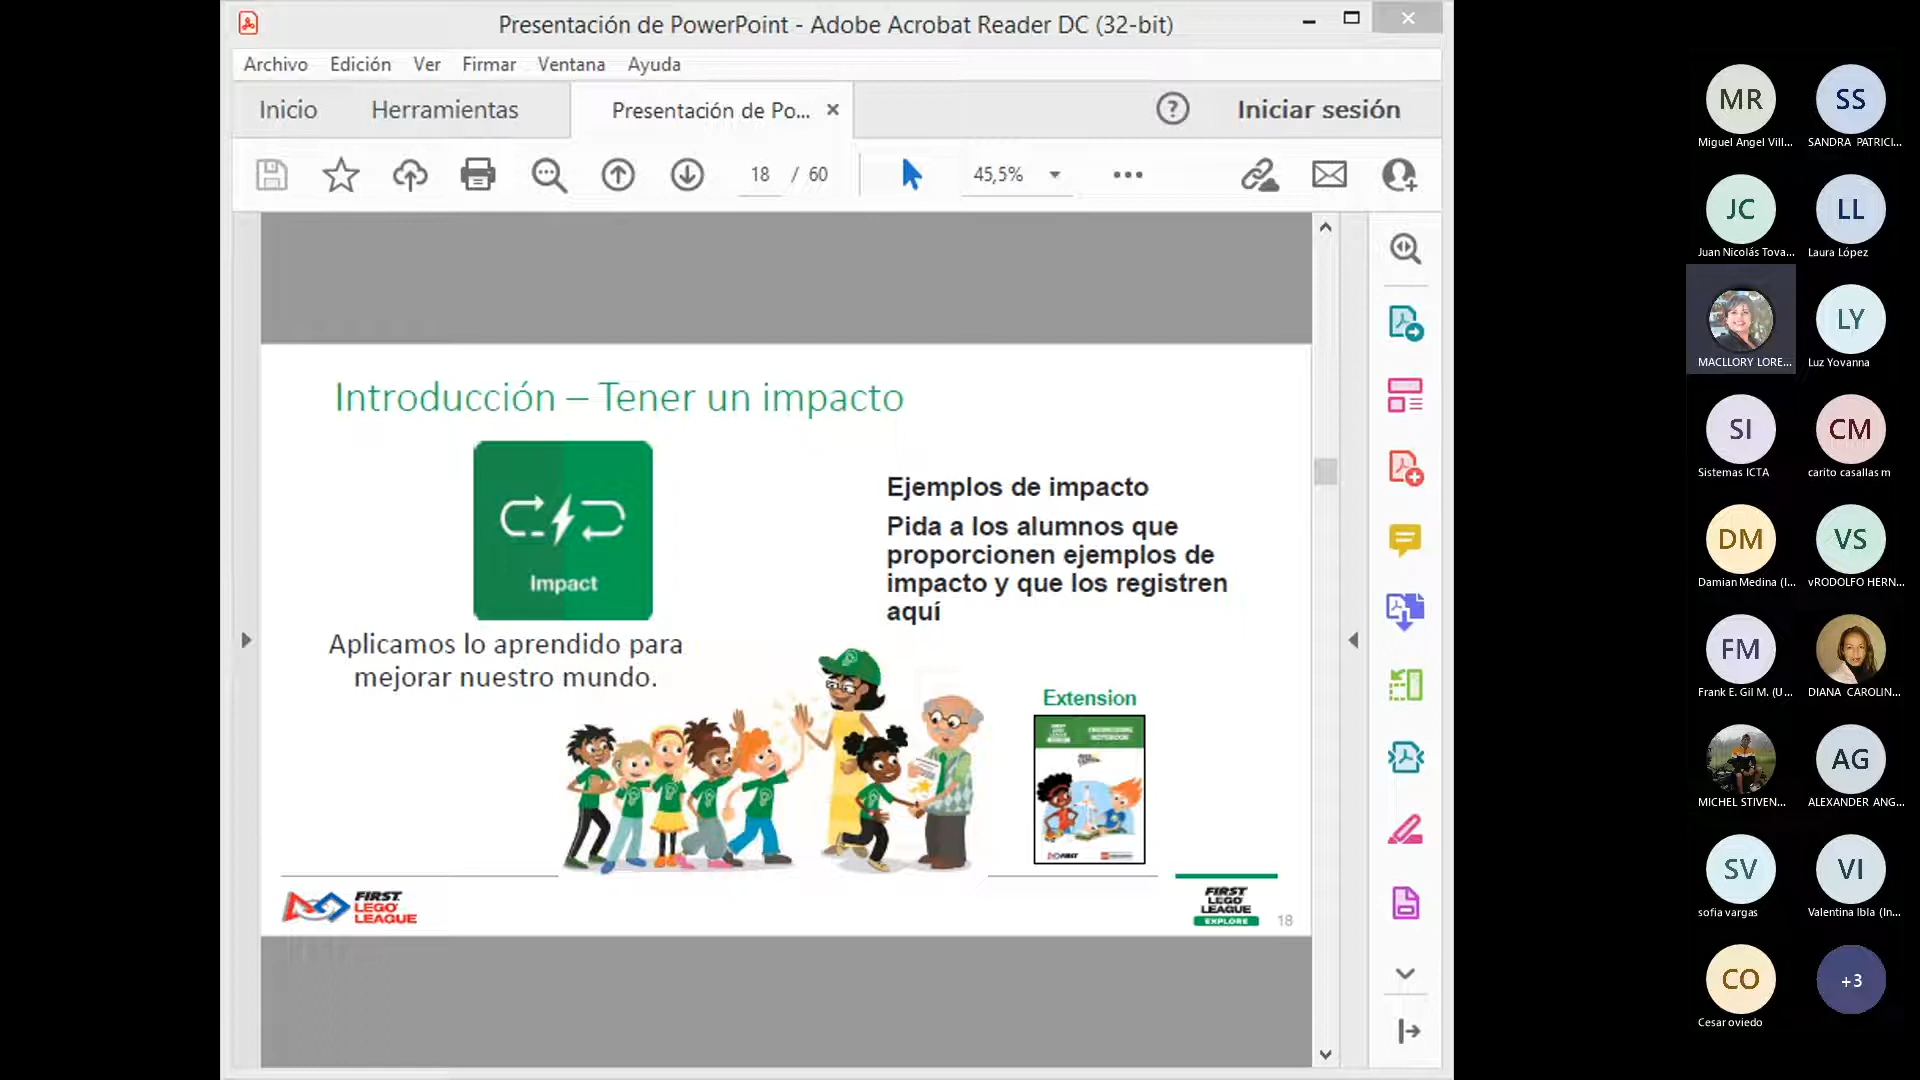 Presentación de PowerPoint - Adobe Acrobat Reader DC (32-bit)
Archivo Edición Ver Firmar Ventana Ayuda
Inicio Herramientas Presentación de Po... Iniciar sesión
18 / 60 45,5%
Introducción – Tener un impacto
Impact
Aplicamos lo aprendido para
mejorar nuestro mundo.
Ejemplos de impacto
Pida a los alumnos que
proporcionen ejemplos de
impacto y que los registren
aquí
Extension
ENGINEERING
NOTEBOOK
FIRST
LEGO
LEAGUE
FIRST
LEGO
LEAGUE
EXPLORE
18
MR
Miguel Angel Vill...
SS
SANDRA PATRICI...
JC
Juan Nicolás Tova...
LL
Laura López
MACLLORY LORE...
LY
Luz Yovanna
SI
Sistemas ICTA
CM
carito casallas m
DM
Damian Medina (I...
VS
vRODOLFO HERN...
FM
Frank E. Gil M. (U...
DIANA CAROLIN...
MICHEL STIVEN...
AG
ALEXANDER ANG...
SV
sofia vargas
VI
Valentina Ibla (In...
CO
Cesar oviedo
+3